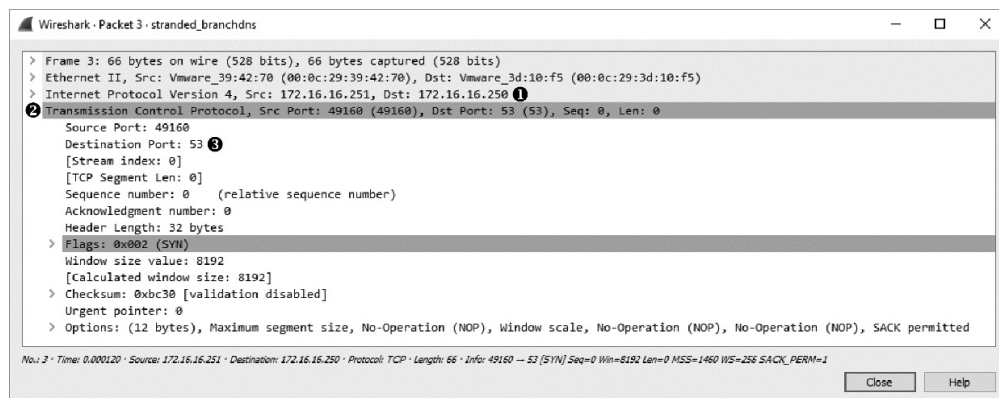 Wireshark · Packet 3 · stranded_branchdns
> Frame 3: 66 bytes on wire (528 bits), 66 bytes captured (528 bits)
> Ethernet II, Src: Vmware_39:42:70 (00:0c:29:39:42:70), Dst: Vmware_3d:10:f5 (00:0c:29:3d:10:f5)
> Internet Protocol Version 4, Src: 172.16.16.251, Dst: 172.16.16.250 ❶
❷ Transmission Control Protocol, Src Port: 49160 (49160), Dst Port: 53 (53), Seq: 0, Len: 0
Source Port: 49160
Destination Port: 53 ❸
[Stream index: 0]
[TCP Segment Len: 0]
Sequence number: 0 (relative sequence number)
Acknowledgment number: 0
Header Length: 32 bytes
> Flags: 0x002 (SYN)
Window size value: 8192
[Calculated window size: 8192]
> Checksum: 0xbc30 [validation disabled]
Urgent pointer: 0
> Options: (12 bytes), Maximum segment size, No-Operation (NOP), Window scale, No-Operation (NOP), No-Operation (NOP), SACK permitted
No.: 3 · Time: 0.000120 · Source: 172.16.16.251 · Destination: 172.16.16.250 · Protocol: TCP · Length: 66 · Info: 49160 → 53 [SYN] Seq=0 Win=8192 Len=0 MSS=1460 WS=256 SACK_PERM=1
Close Help